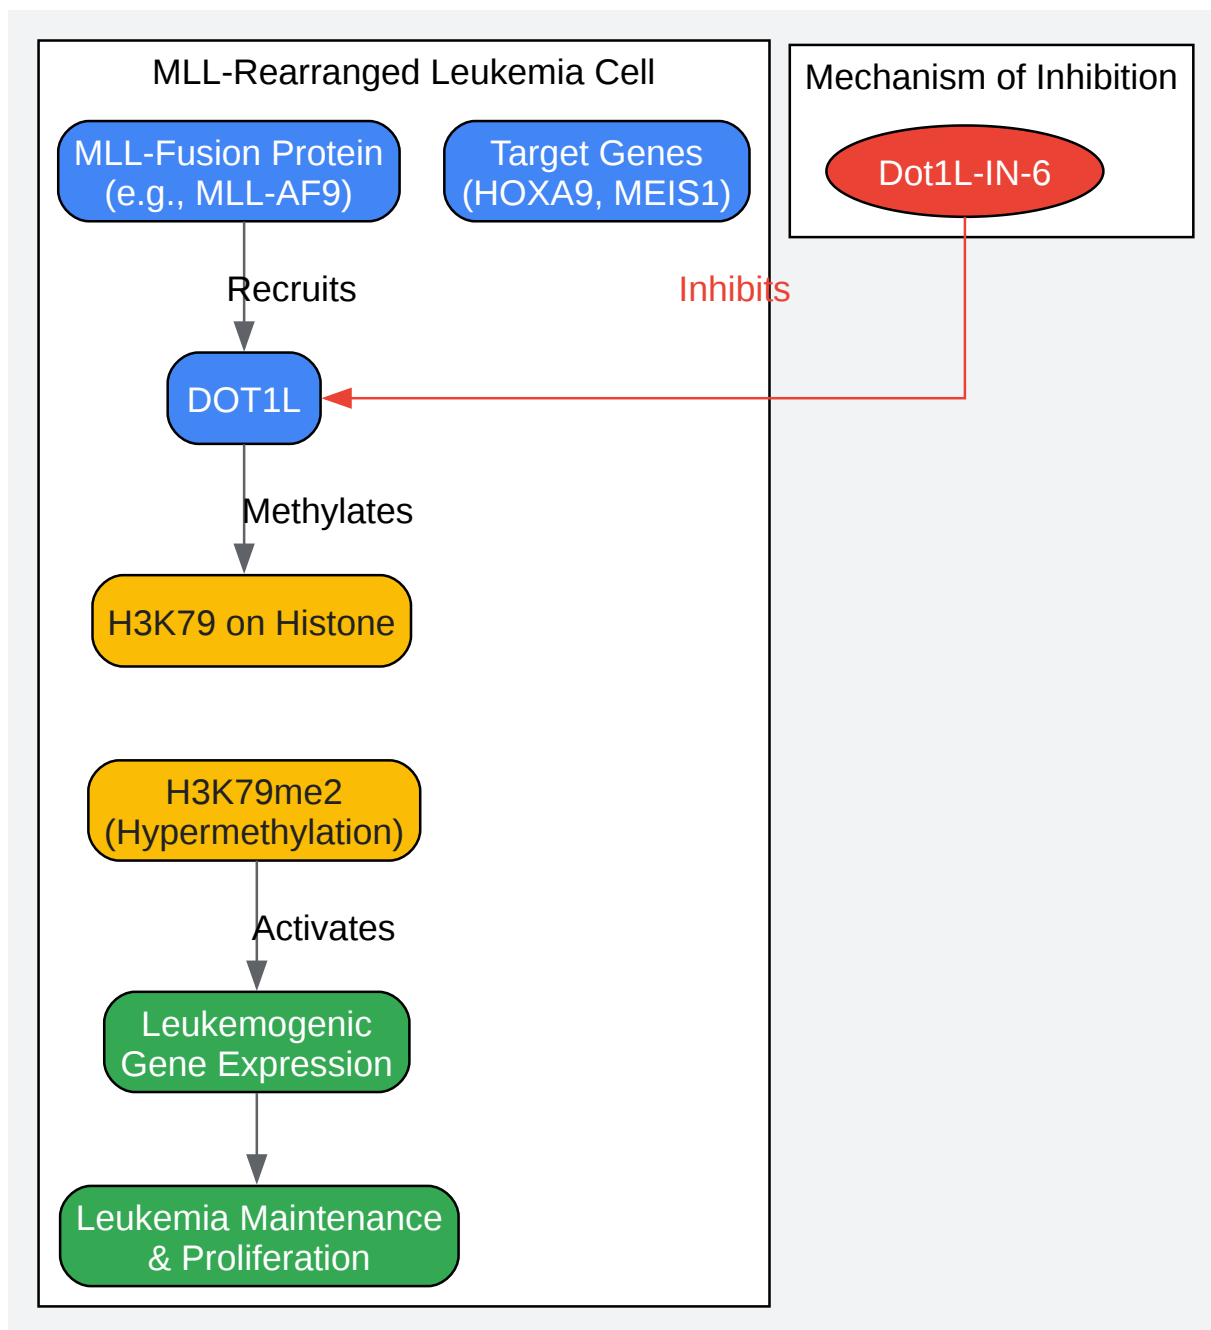 MLL-Rearranged Leukemia Cell
Mechanism of Inhibition
MLL-Fusion Protein
(e.g., MLL-AF9)
Target Genes
(HOXA9, MEIS1)
Dot1L-IN-6
Recruits
Inhibits
DOT1L
Methylates
H3K79 on Histone
H3K79me2
(Hypermethylation)
Activates
Leukemogenic
Gene Expression
Leukemia Maintenance
& Proliferation